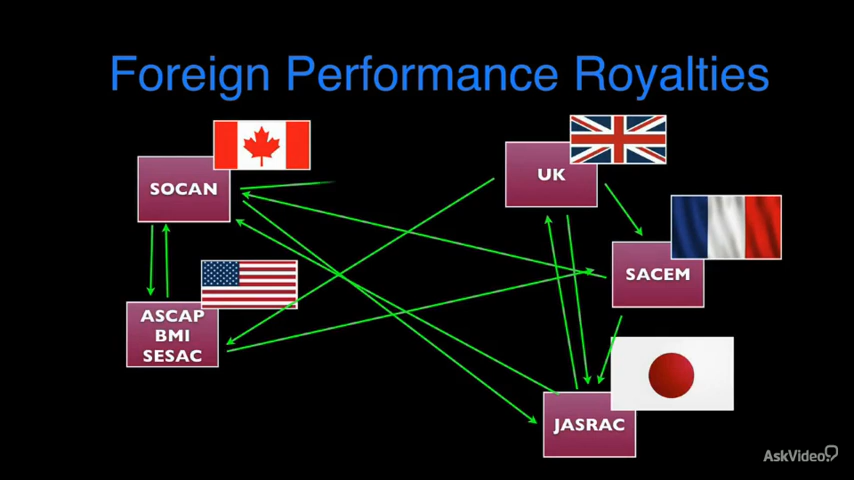 Foreign Performance Royalties
SOCAN
UK
SACEM
ASCAP
BMI
SESAC
JASRAC
AskVideo